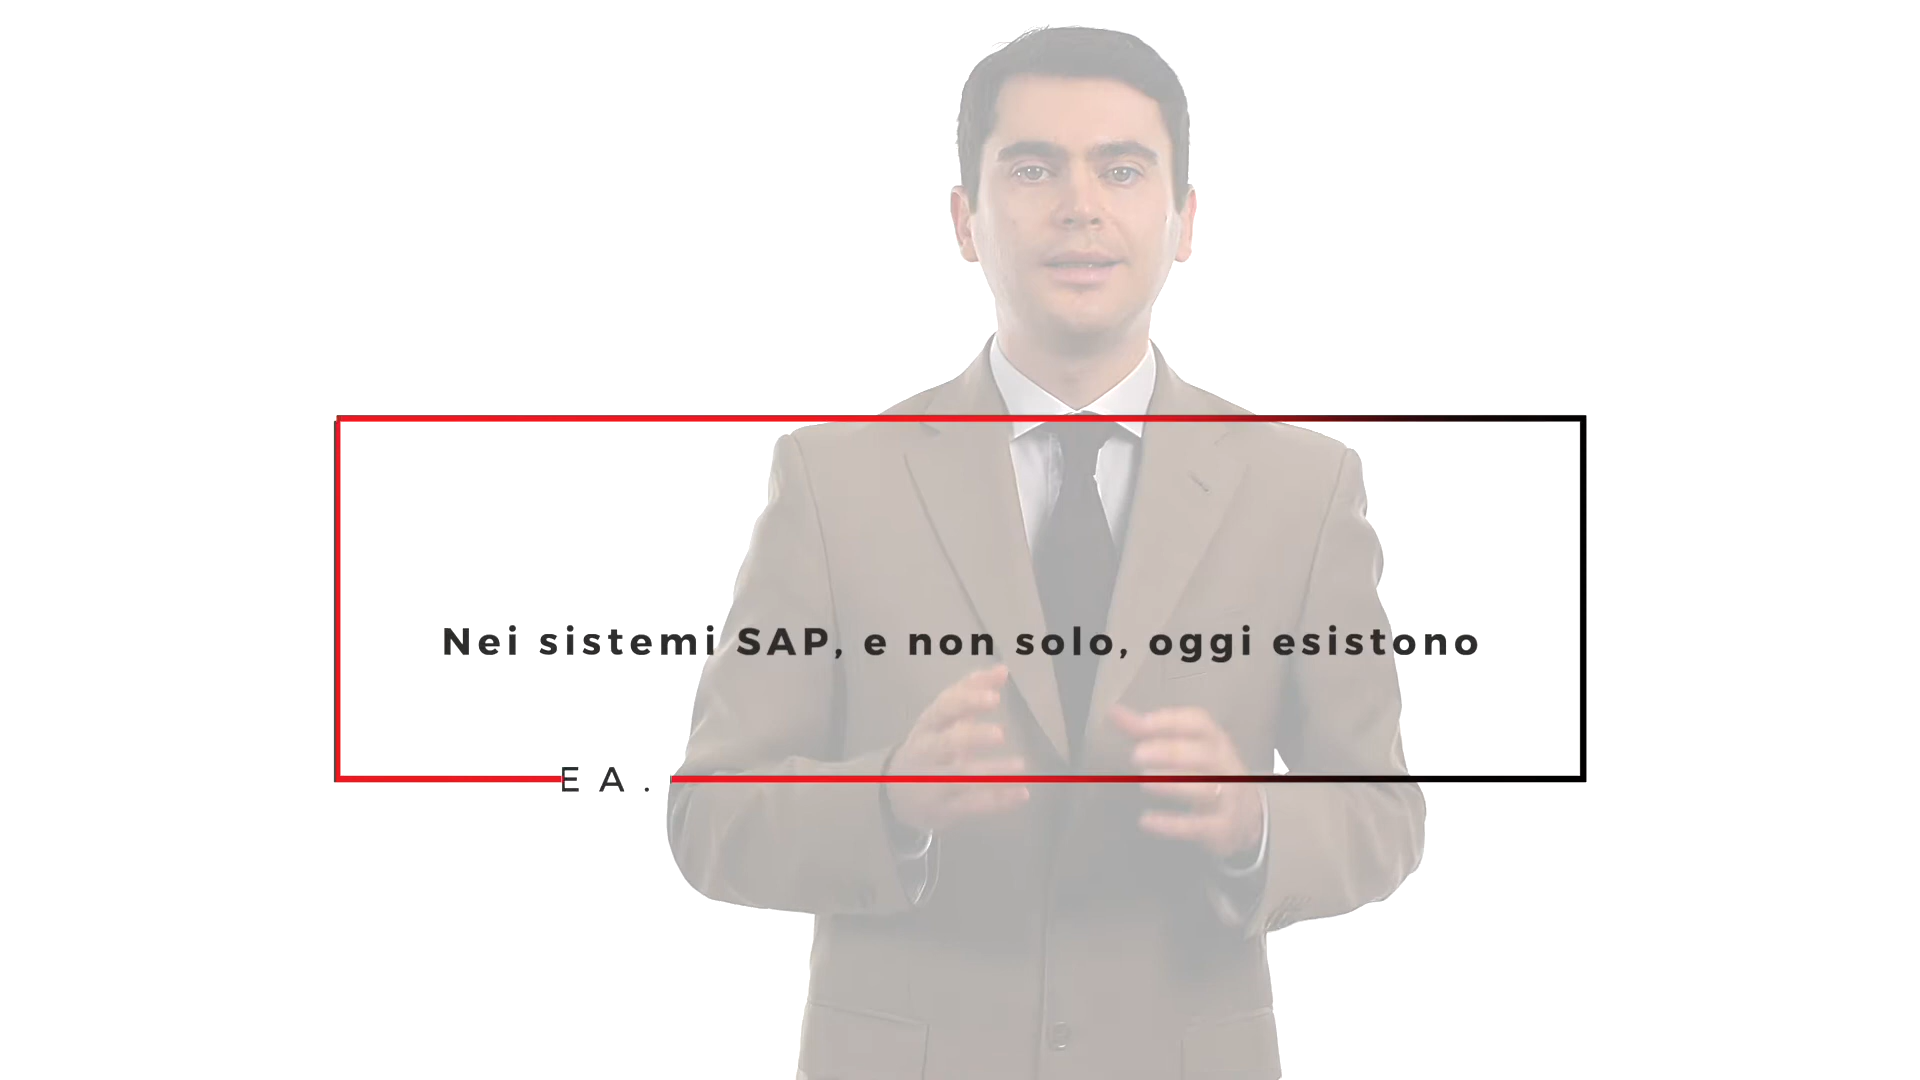 Nei sistemi SAP, e non solo, oggi esistono
E A .